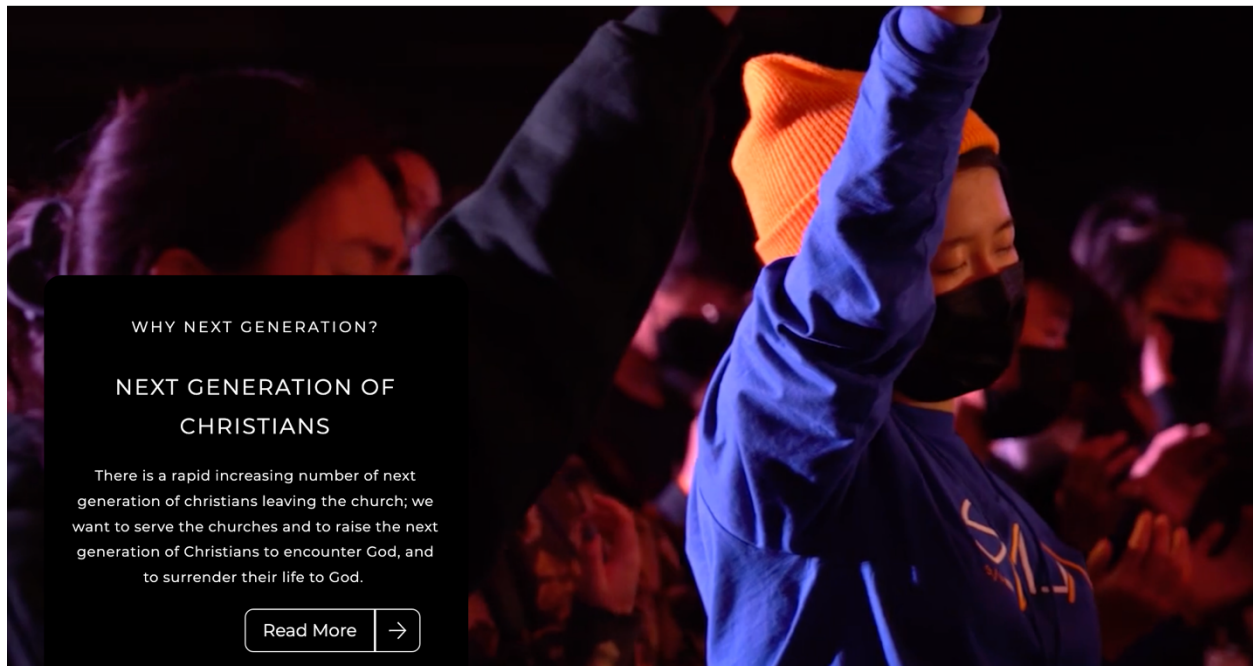 WHY NEXT GENERATION?
NEXT GENERATION OF
CHRISTIANS
There is a rapid increasing number of next
generation of christians leaving the church; we
want to serve the churches and to raise the next
generation of Christians to encounter God, and
to surrender their life to God.
Read More